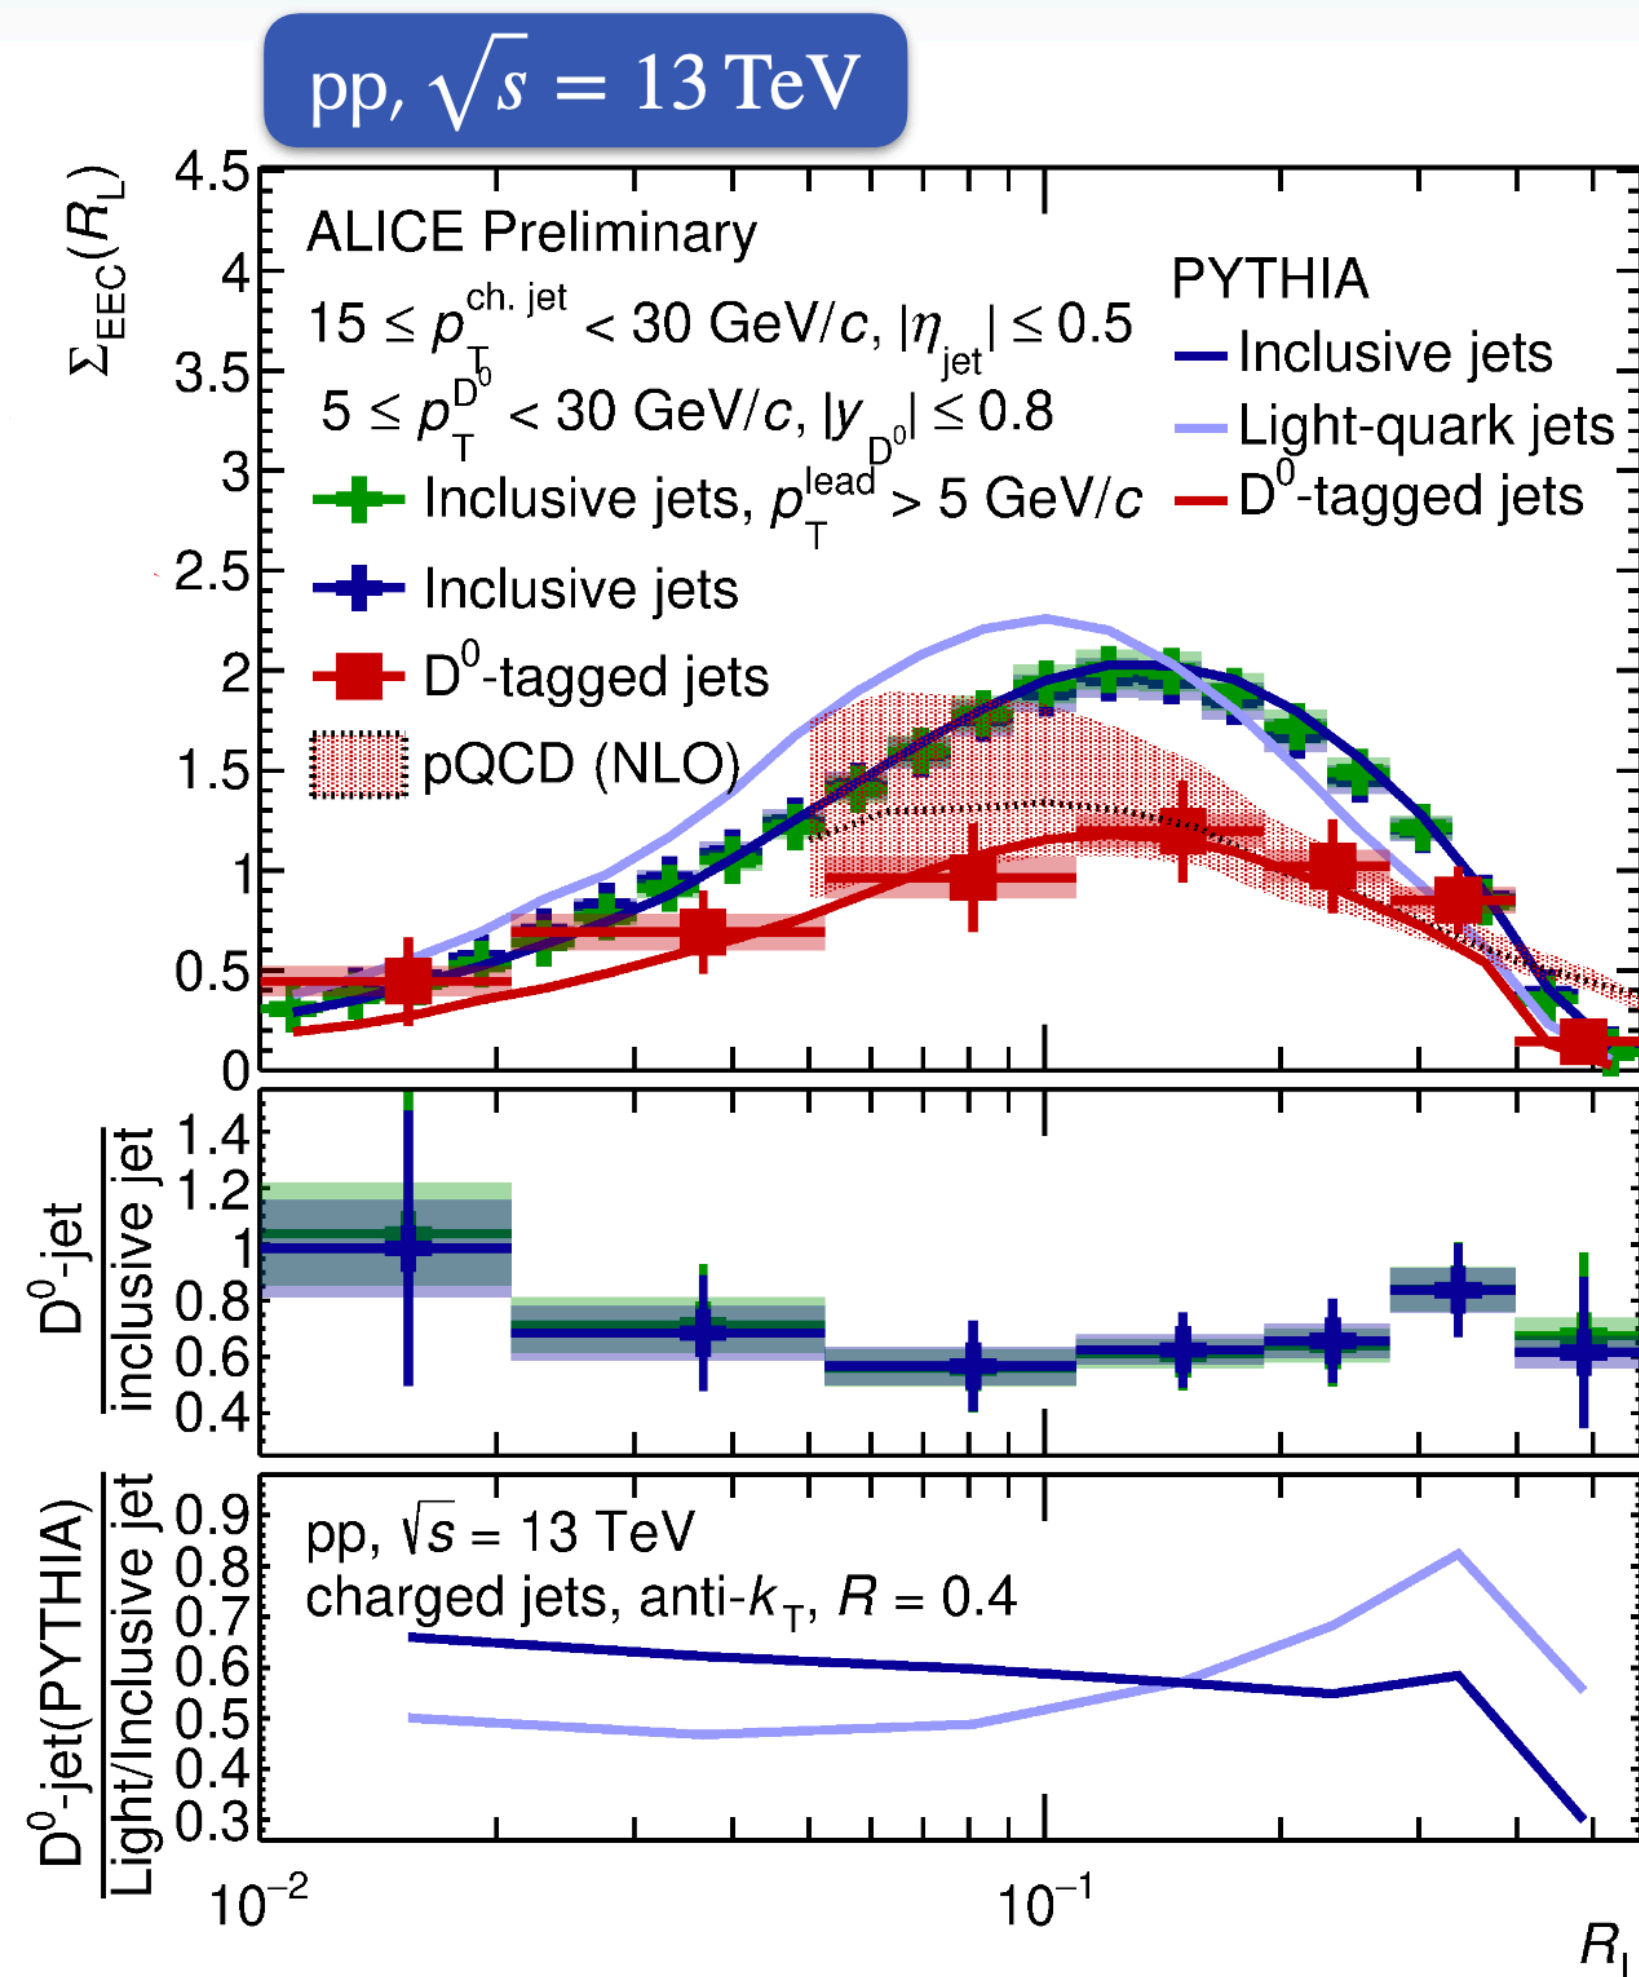 pp, √s = 13 TeV
Σ_EEC(R_L)
4.5
4
3.5
3
2.5
2
1.5
1
0.5
0
ALICE Preliminary
15 ≤ p_T^{ch. jet} < 30 GeV/c, |η_jet| ≤ 0.5
5 ≤ p_T^{D⁰} < 30 GeV/c, |y_{D⁰}| ≤ 0.8
Inclusive jets, p_T^{lead} > 5 GeV/c
Inclusive jets
D⁰-tagged jets
pQCD (NLO)
PYTHIA
Inclusive jets
Light-quark jets
D⁰-tagged jets
D⁰-jet
inclusive jet
1.4
1.2
1
0.8
0.6
0.4
D⁰-jet(PYTHIA)
Light/Inclusive jet
0.9
0.8
0.7
0.6
0.5
0.4
0.3
pp, √s = 13 TeV
charged jets, anti-k_T, R = 0.4
10⁻²
10⁻¹
R_L